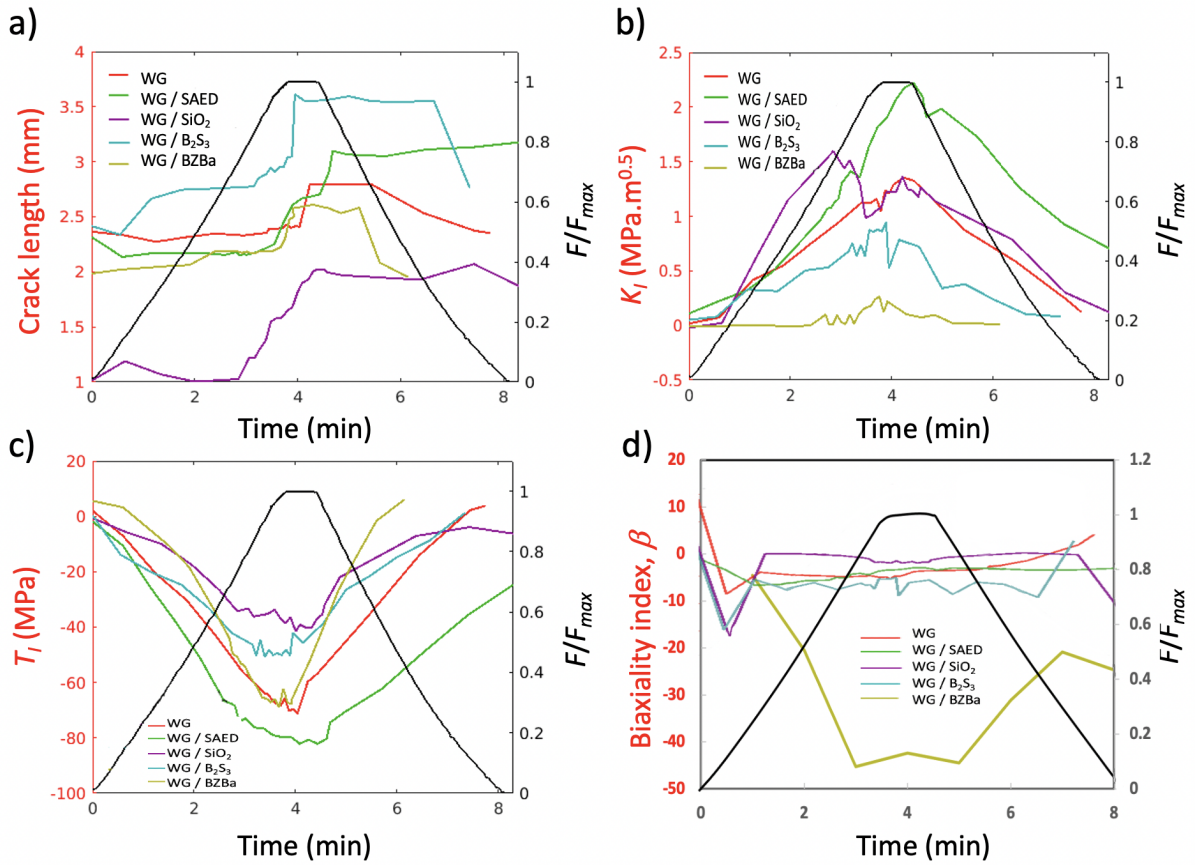 a)
4
3.5
3
2.5
2
1.5
1
Crack length (mm)
WG
WG / SAED
WG / SiO₂
WG / B₂S₃
WG / BZBa
1
0.8
0.6
0.4
0.2
0
F/Fmax
0 2 4 6 8
Time (min)
b)
2.5
2
1.5
1
0.5
0
-0.5
KI (MPa.m0.5)
WG
WG / SAED
WG / SiO₂
WG / B₂S₃
WG / BZBa
1
0.8
0.6
0.4
0.2
0
F/Fmax
0 2 4 6 8
Time (min)
c)
20
0
-20
-40
-60
-80
-100
TI (MPa)
WG
WG / SAED
WG / SiO₂
WG / B₂S₃
WG / BZBa
1
0.8
0.6
0.4
0.2
0
F/Fmax
0 2 4 6 8
Time (min)
d)
20
10
0
-10
-20
-30
-40
-50
Biaxiality index, β
WG
WG / SAED
WG / SiO₂
WG / B₂S₃
WG / BZBa
1.2
1
0.8
0.6
0.4
0.2
0
F/Fmax
0 2 4 6 8
Time (min)